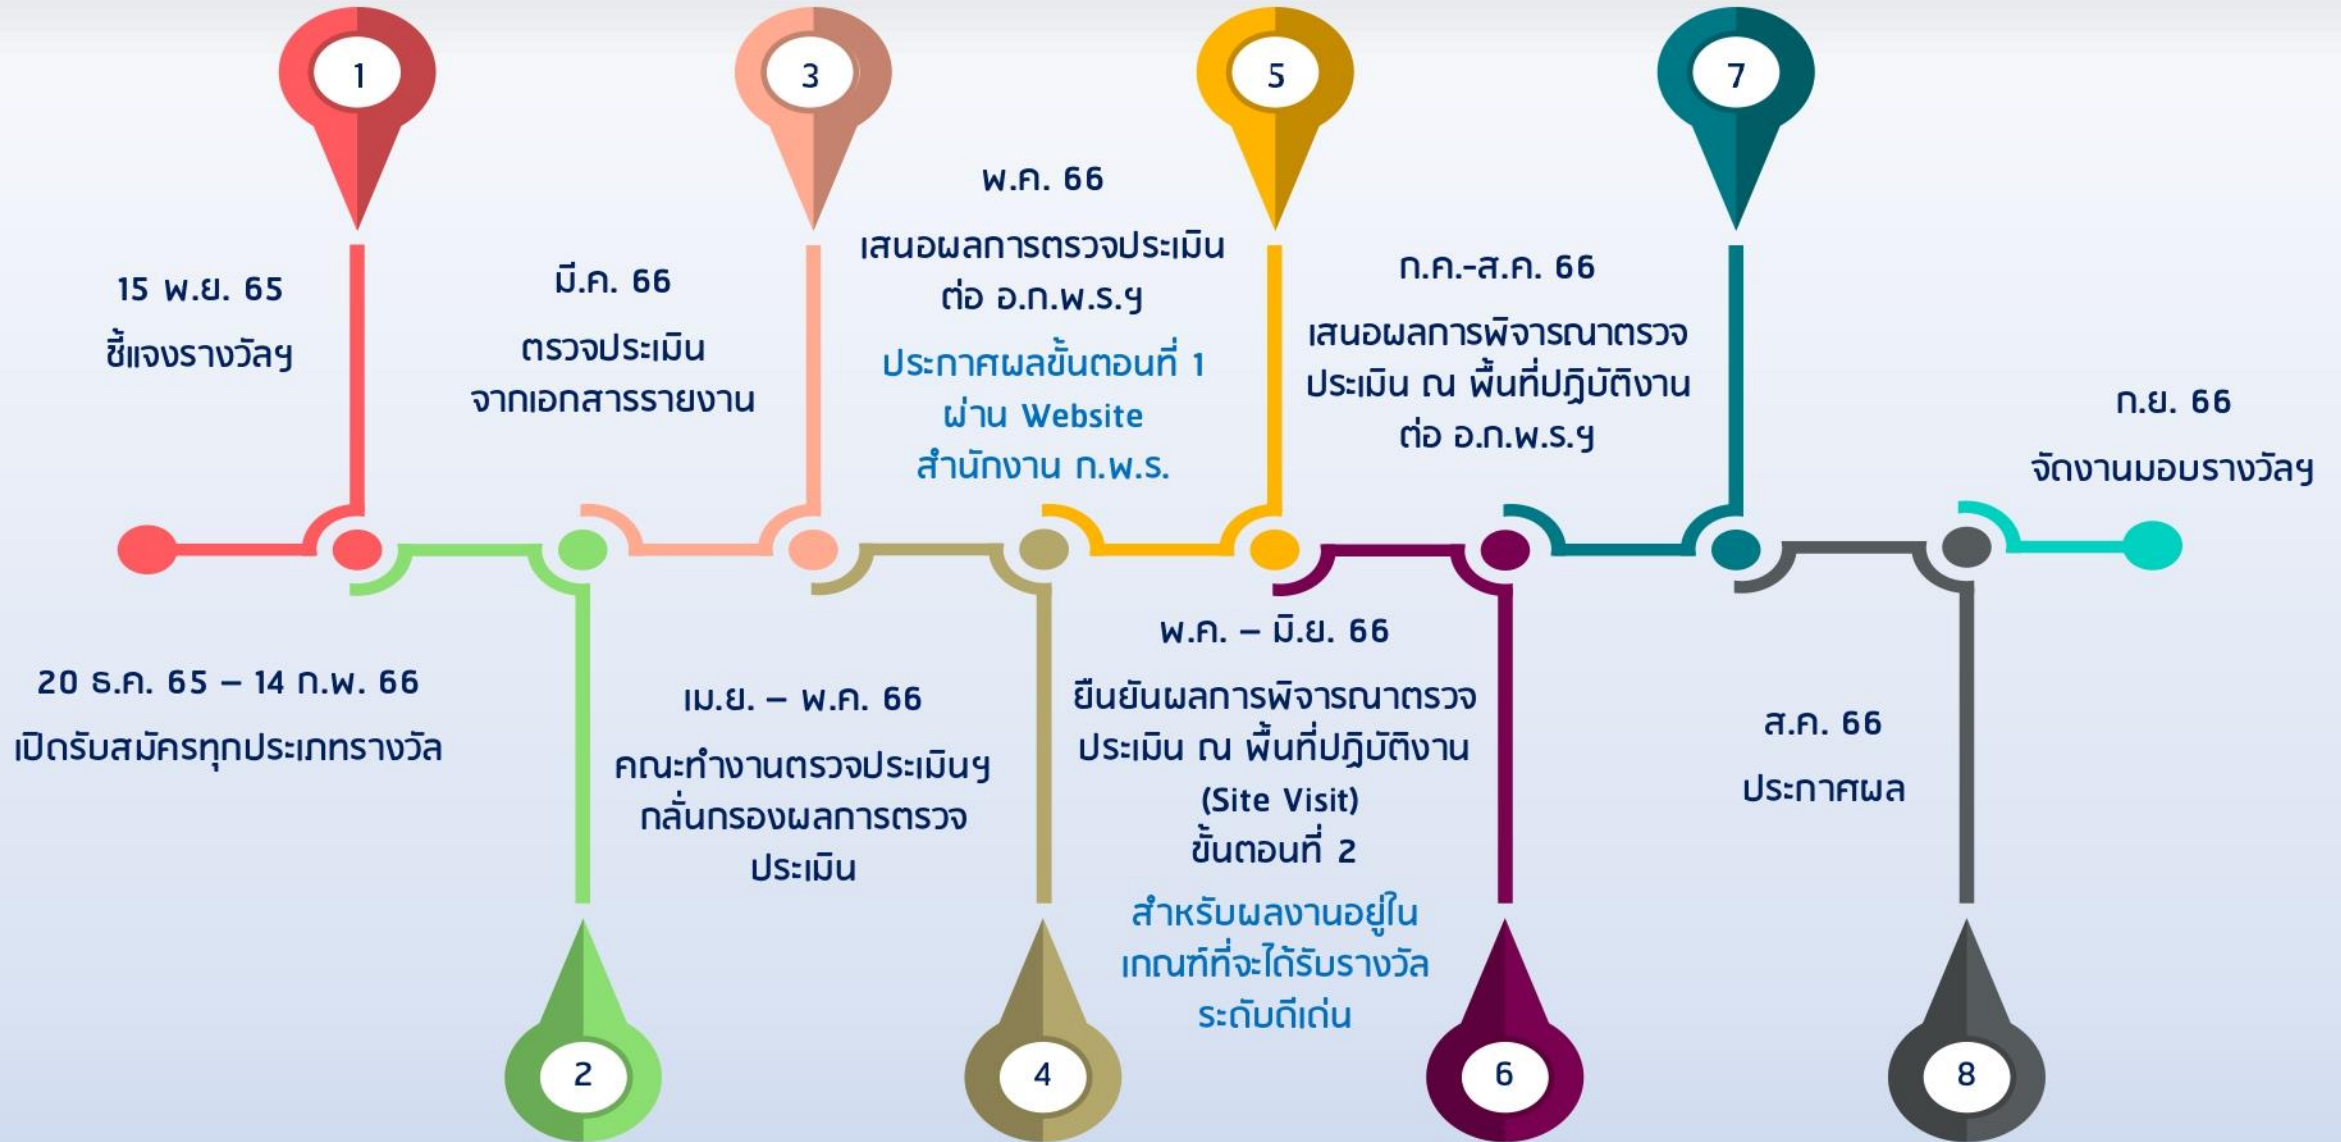 1
15 พ.ย. 65
ชี้แจงรางวัลฯ
2
20 ธ.ค. 65 – 14 ก.พ. 66
เปิดรับสมัครทุกประเภทรางวัล
3
มี.ค. 66
ตรวจประเมิน
จากเอกสารรายงาน
4
เม.ย. – พ.ค. 66
คณะทำงานตรวจประเมินฯ
กลั่นกรองผลการตรวจ
ประเมิน
5
พ.ค. 66
เสนอผลการตรวจประเมิน
ต่อ อ.ก.พ.ร.ฯ
ประกาศผลขั้นตอนที่ 1
ผ่าน Website
สำนักงาน ก.พ.ร.
6
พ.ค. – มิ.ย. 66
ยืนยันผลการพิจารณาตรวจ
ประเมิน ณ พื้นที่ปฏิบัติงาน
(Site Visit)
ขั้นตอนที่ 2
สำหรับผลงานอยู่ใน
เกณฑ์ที่จะได้รับรางวัล
ระดับดีเด่น
7
ก.ค.-ส.ค. 66
เสนอผลการพิจารณาตรวจ
ประเมิน ณ พื้นที่ปฏิบัติงาน
ต่อ อ.ก.พ.ร.ฯ
8
ส.ค. 66
ประกาศผล
ก.ย. 66
จัดงานมอบรางวัลฯ